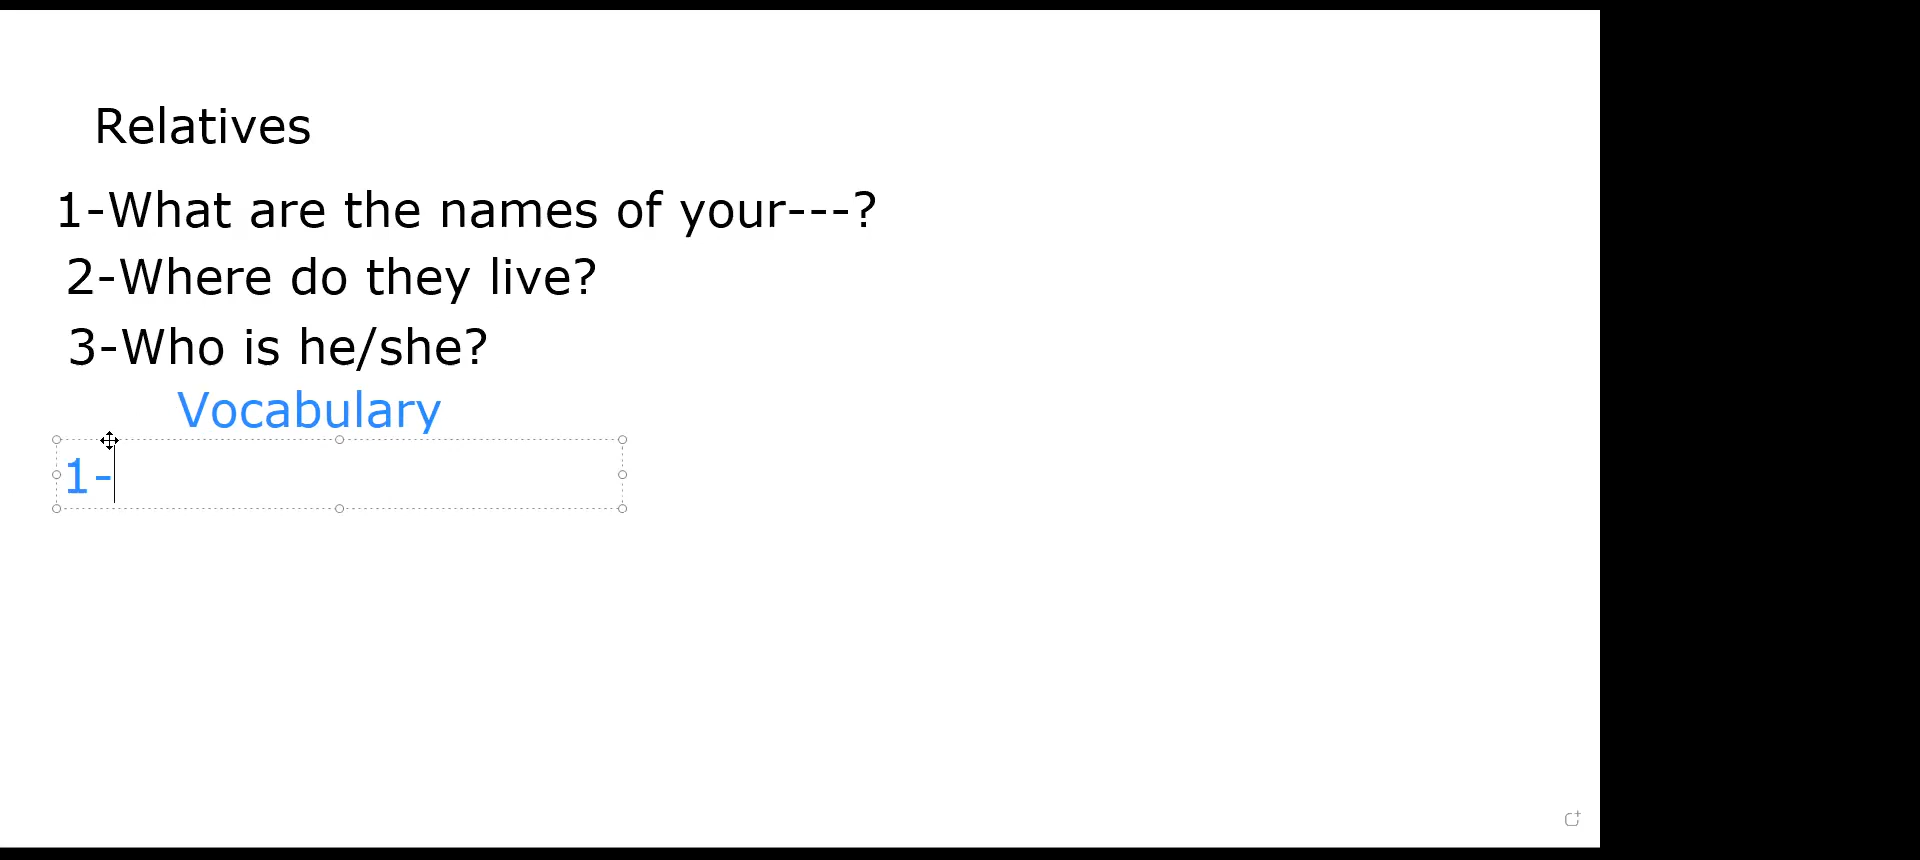 Relatives
1-What are the names of your---?
2-Where do they live?
3-Who is he/she?
Vocabulary
1-